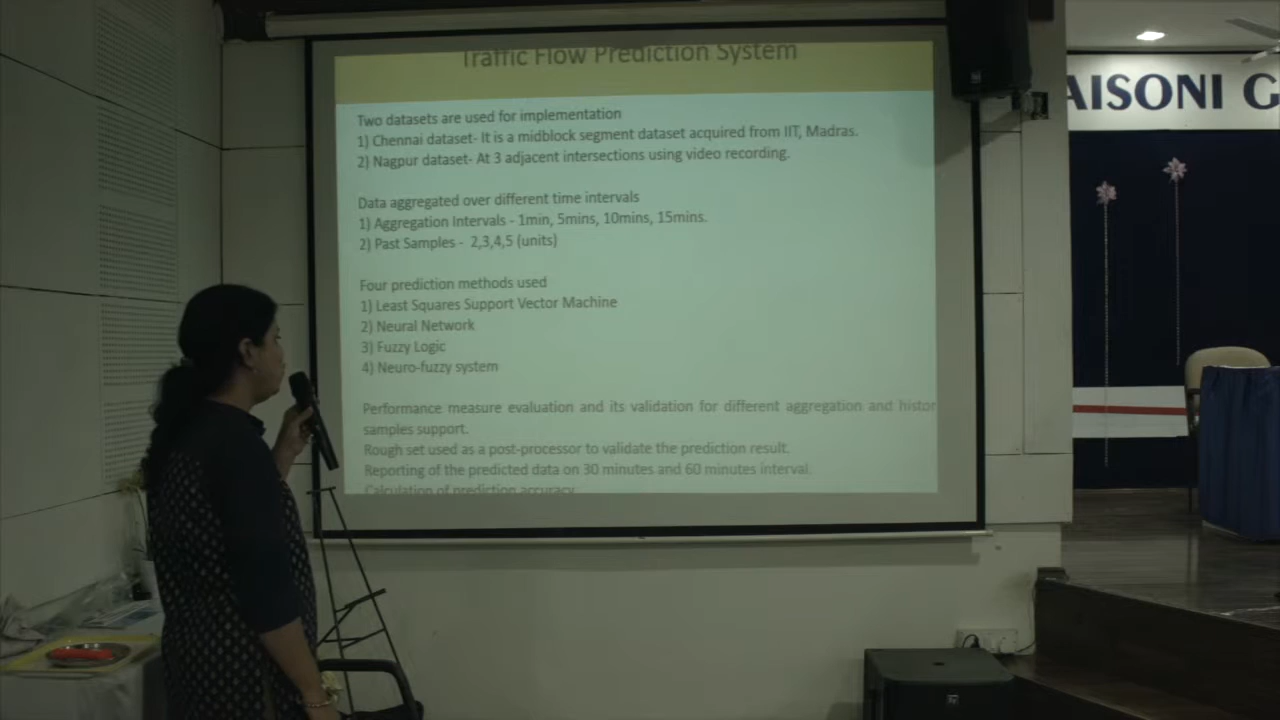 Traffic Flow Prediction System
Two datasets are used for implementation
1) Chennai dataset- It is a midblock segment dataset acquired from IIT, Madras.
2) Nagpur dataset- At 3 adjacent intersections using video recording.
Data aggregated over different time intervals
1) Aggregation Intervals - 1min, 5mins, 10mins, 15mins.
2) Past Samples - 2,3,4,5 (units)
Four prediction methods used
1) Least Squares Support Vector Machine
2) Neural Network
3) Fuzzy Logic
4) Neuro-fuzzy system
Performance measure evaluation and its validation for different aggregation and histor
samples support.
Rough set used as a post-processor to validate the prediction result.
Reporting of the predicted data on 30 minutes and 60 minutes interval.
Calculation of prediction accuracy.
AISONI G